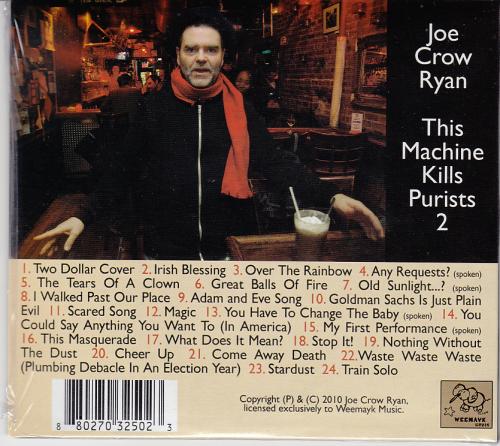 Joe
Crow
Ryan
This
Machine
Kills
Purists
2
1. Two Dollar Cover 2. Irish Blessing 3. Over The Rainbow 4. Any Requests? (spoken)
5. The Tears Of A Clown 6. Great Balls Of Fire 7. Old Sunlight...? (spoken)
8. I Walked Past Our Place 9. Adam and Eve Song 10. Goldman Sachs Is Just Plain
Evil 11. Scared Song 12. Magic 13. You Have To Change The Baby (spoken) 14. You
Could Say Anything You Want To (In America) 15. My First Performance (spoken)
16. This Masquerade 17. What Does It Mean? 18. Stop It! 19. Nothing Without
The Dust 20. Cheer Up 21. Come Away Death 22. Waste Waste Waste
(Plumbing Debacle In An Election Year) 23. Stardust 24. Train Solo
8 80270 32502 3
Copyright (P) & (C) 2010 Joe Crow Ryan,
licensed exclusively to Weemayk Music.
WEEMAYK